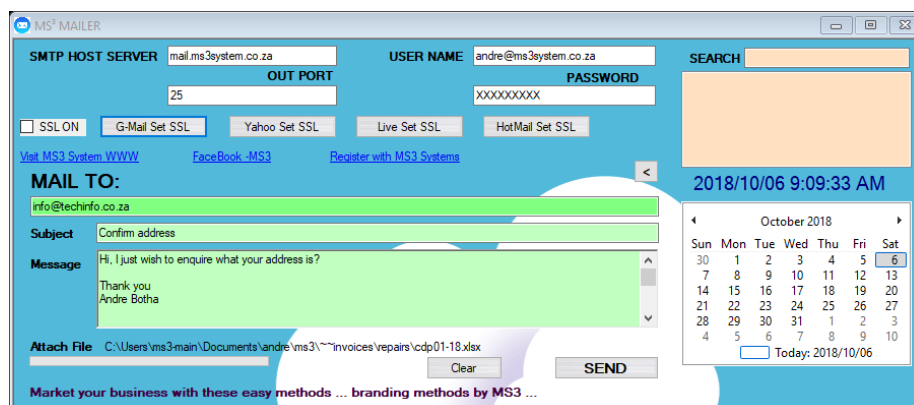 MS³ MAILER
SMTP HOST SERVER mail.ms3system.co.za USER NAME andre@ms3system.co.za SEARCH
OUT PORT PASSWORD
25 XXXXXXXXX
SSL ON G-Mail Set SSL Yahoo Set SSL Live Set SSL HotMail Set SSL
Visit MS3 System WWW FaceBook -MS3 Register with MS3 Systems
<
MAIL TO:
2018/10/06 9:09:33 AM
info@techinfo.co.za
Subject Confirm address
Message Hi, I just wish to enquire what your address is?
Thank you
Andre Botha
October 2018
Sun Mon Tue Wed Thu Fri Sat
30 1 2 3 4 5 6
7 8 9 10 11 12 13
14 15 16 17 18 19 20
21 22 23 24 25 26 27
28 29 30 31 1 2 3
4 5 6 7 8 9 10
Today: 2018/10/06
Attach File C:\Users\ms3-main\Documents\andre\ms3\~~invoices\repairs\cdp01-18.xlsx
Clear SEND
Market your business with these easy methods ... branding methods by MS3 ...